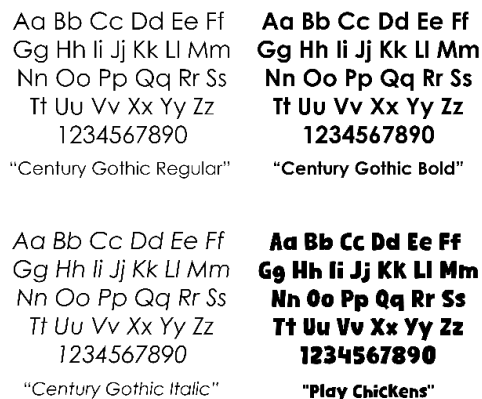 Aa Bb Cc Dd Ee Ff
Gg Hh Ii Jj Kk Ll Mm
Nn Oo Pp Qq Rr Ss
Tt Uu Vv Xx Yy Zz
1234567890
“Century Gothic Regular”
Aa Bb Cc Dd Ee Ff
Gg Hh Ii Jj Kk Ll Mm
Nn Oo Pp Qq Rr Ss
Tt Uu Vv Xx Yy Zz
1234567890
“Century Gothic Bold”
Aa Bb Cc Dd Ee Ff
Gg Hh Ii Jj Kk Ll Mm
Nn Oo Pp Qq Rr Ss
Tt Uu Vv Xx Yy Zz
1234567890
“Century Gothic Italic”
Aa Bb Cc Dd Ee Ff
Gg Hh Ii Jj Kk Ll Mm
Nn Oo Pp Qq Rr Ss
Tt Uu Vv Xx Yy Zz
1234567890
"Play Chickens"